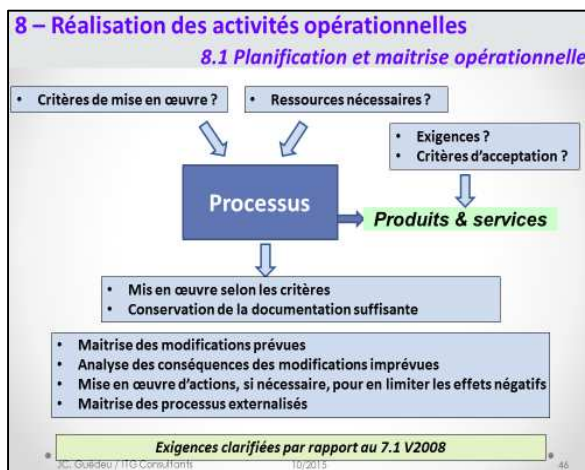 8 – Réalisation des activités opérationnelles
8.1 Planification et maitrise opérationnelle
• Critères de mise en œuvre ?
• Ressources nécessaires ?
• Exigences ?
• Critères d'acceptation ?
Processus
Produits & services
• Mis en œuvre selon les critères
• Conservation de la documentation suffisante
• Maitrise des modifications prévues
• Analyse des conséquences des modifications imprévues
• Mise en œuvre d'actions, si nécessaire, pour en limiter les effets négatifs
• Maitrise des processus externalisés
Exigences clarifiées par rapport au 7.1 V2008
JC. Guédeu / ITG Consultants 10/2015 46